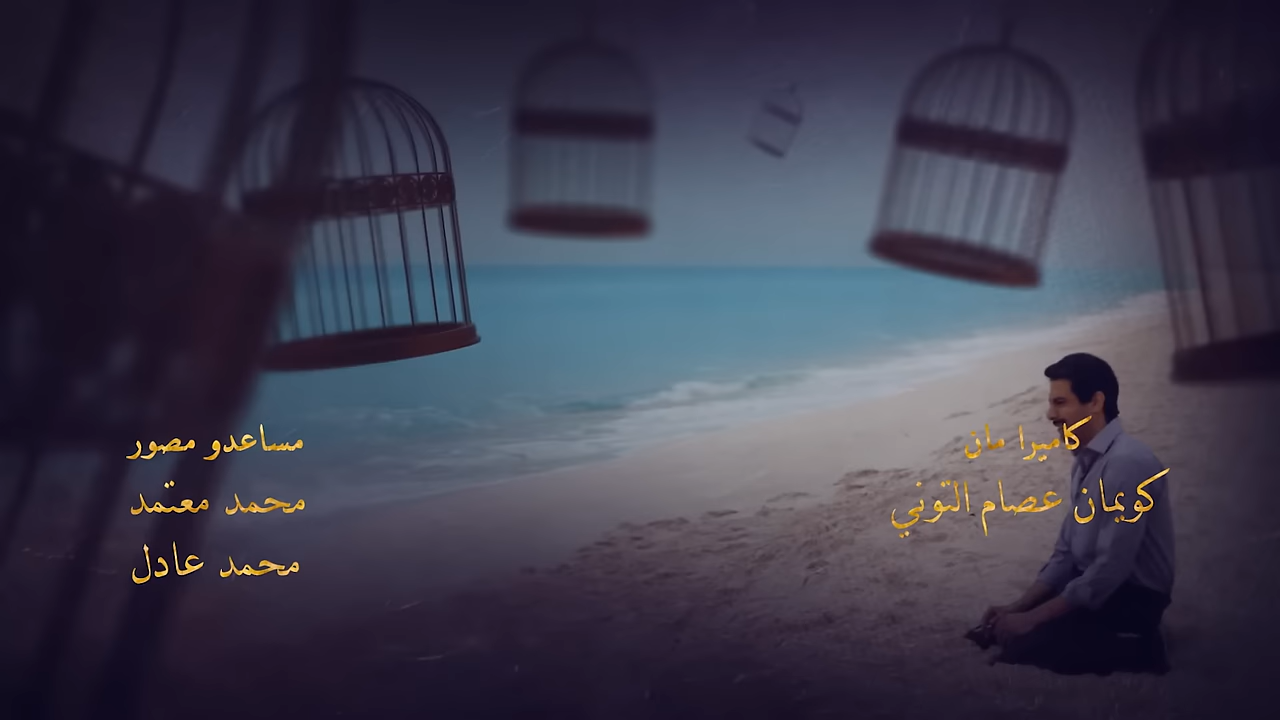 كاميرا مان
كويمان عصام التوني
مساعدو مصور
محمد معتمد
محمد عادل